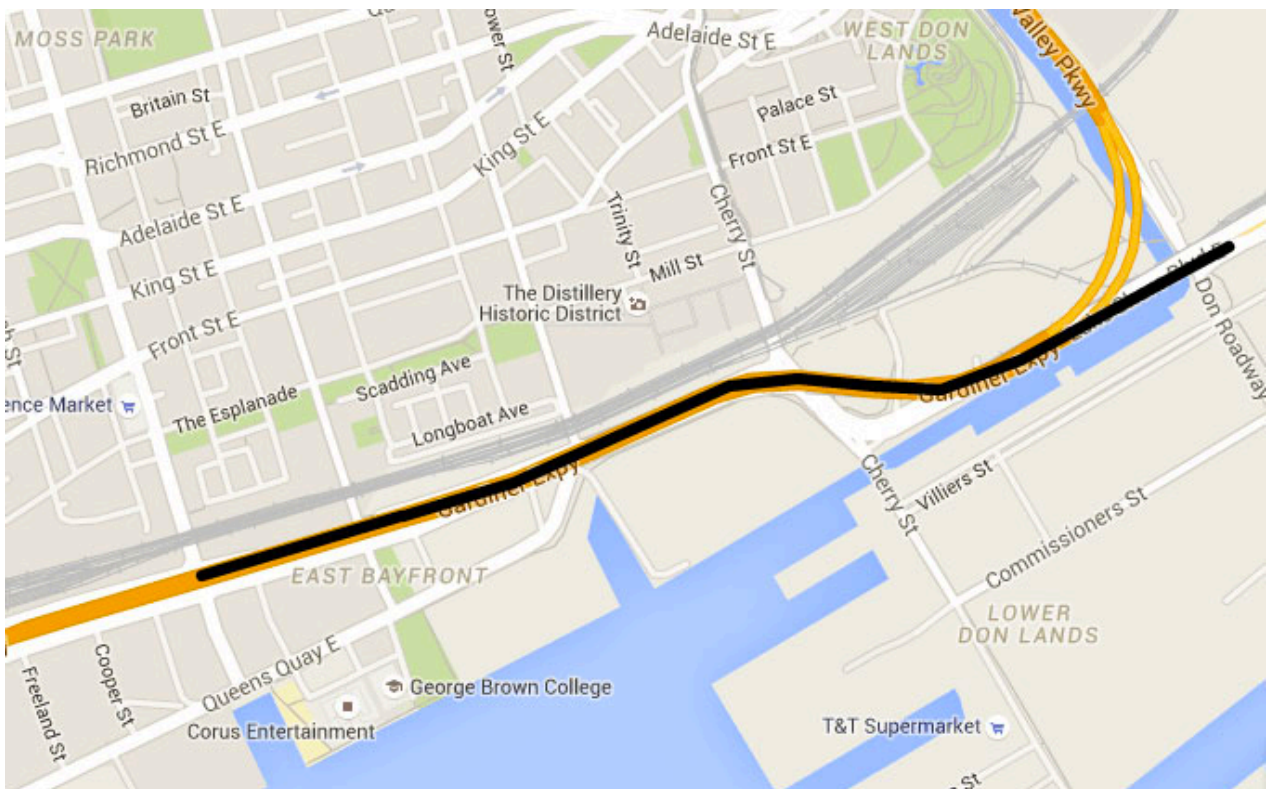 MOSS PARK
Adelaide St E
WEST DON
LANDS
Valley Pkwy
Britain St
Palace St
Richmond St E
King St E
Front St E
Adelaide St E
Cherry St
Trinity St
King St E
Mill St
The Distillery
Historic District
Front St E
Don Roadway
Scadding Ave
Gardiner Expy
Market
The Esplanade
Longboat Ave
Gardiner Expy
Cherry St
Villiers St
Commissioners St
EAST BAYFRONT
LOWER
DON LANDS
Queens Quay E
Cooper St
Freeland St
George Brown College
Corus Entertainment
T&T Supermarket